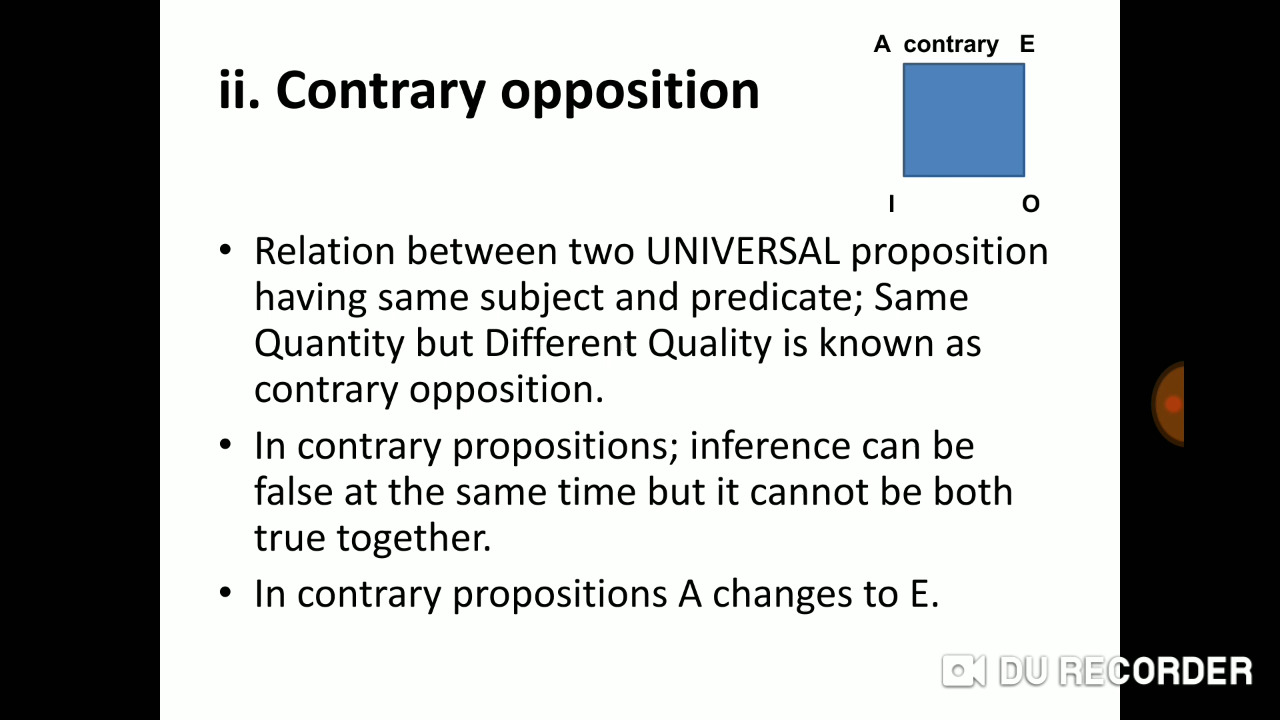 A contrary E
ii. Contrary opposition
I O
• Relation between two UNIVERSAL proposition
having same subject and predicate; Same
Quantity but Different Quality is known as
contrary opposition.
• In contrary propositions; inference can be
false at the same time but it cannot be both
true together.
• In contrary propositions A changes to E.
DU RECORDER